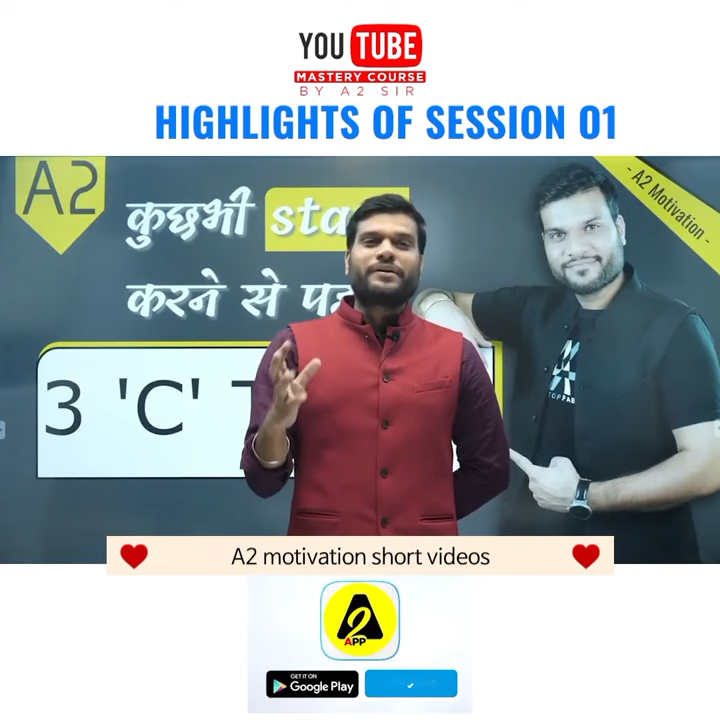 YOU TUBE
MASTERY COURSE
BY A2 SIR
HIGHLIGHTS OF SESSION 01
A2
- A2 Motivation -
कुछभी
करने से
3 'C'
A2 motivation short videos
2
APP
GET IT ON
Google Play